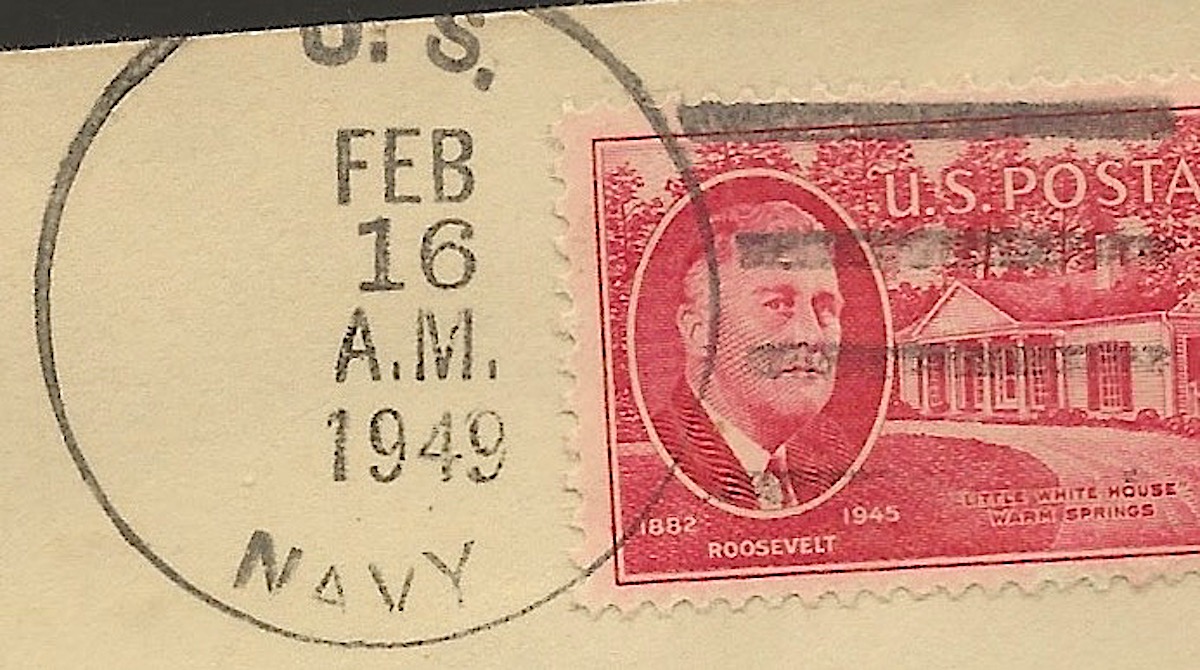 U. S.
FEB
16
A.M.
1949
NAVY
U.S. POSTA
"LITTLE WHITE HOUSE"
WARM SPRINGS
1882
1945
ROOSEVELT